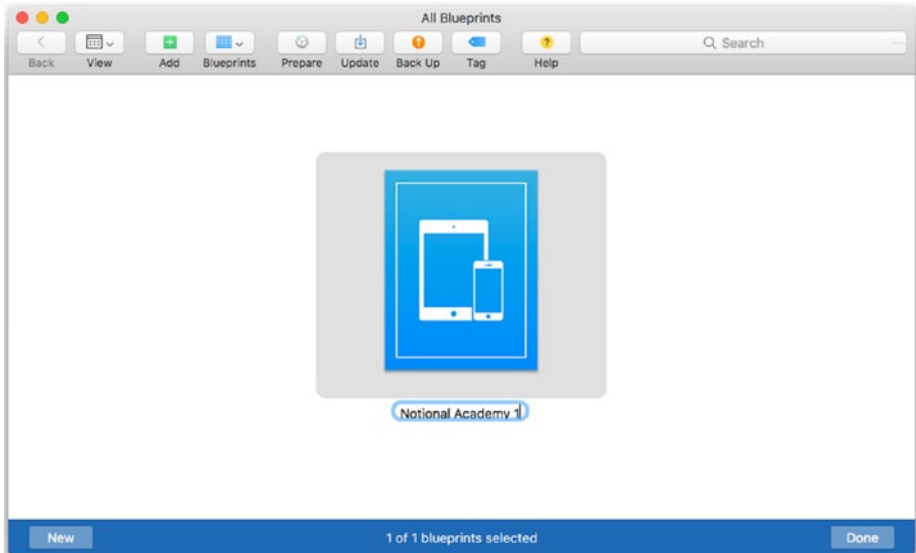 All Blueprints
Search
Back View Add Blueprints Prepare Update Back Up Tag Help
Notional Academy 1
New 1 of 1 blueprints selected Done